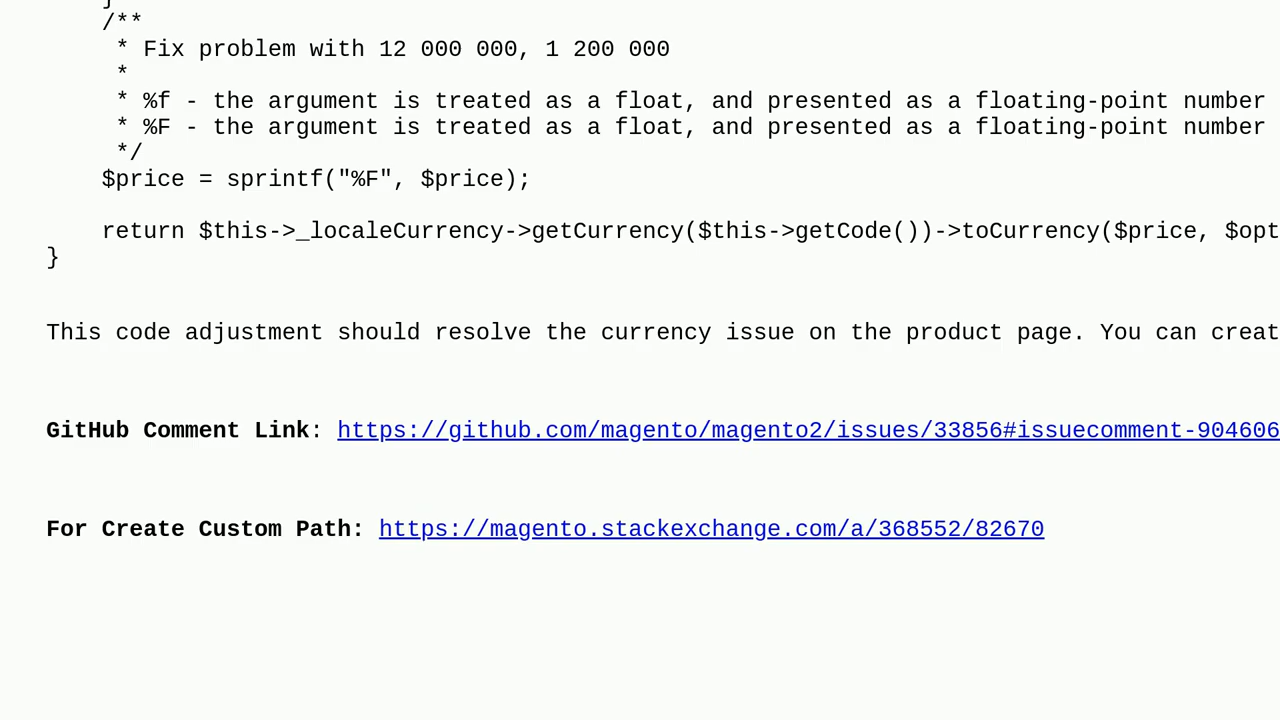 }
/**
* Fix problem with 12 000 000, 1 200 000
*
* %f - the argument is treated as a float, and presented as a floating-point number
* %F - the argument is treated as a float, and presented as a floating-point number
*/
$price = sprintf("%F", $price);
return $this->_localeCurrency->getCurrency($this->getCode())->toCurrency($price, $opt
}
This code adjustment should resolve the currency issue on the product page. You can creat
GitHub Comment Link: https://github.com/magento/magento2/issues/33856#issuecomment-904606
For Create Custom Path: https://magento.stackexchange.com/a/368552/82670